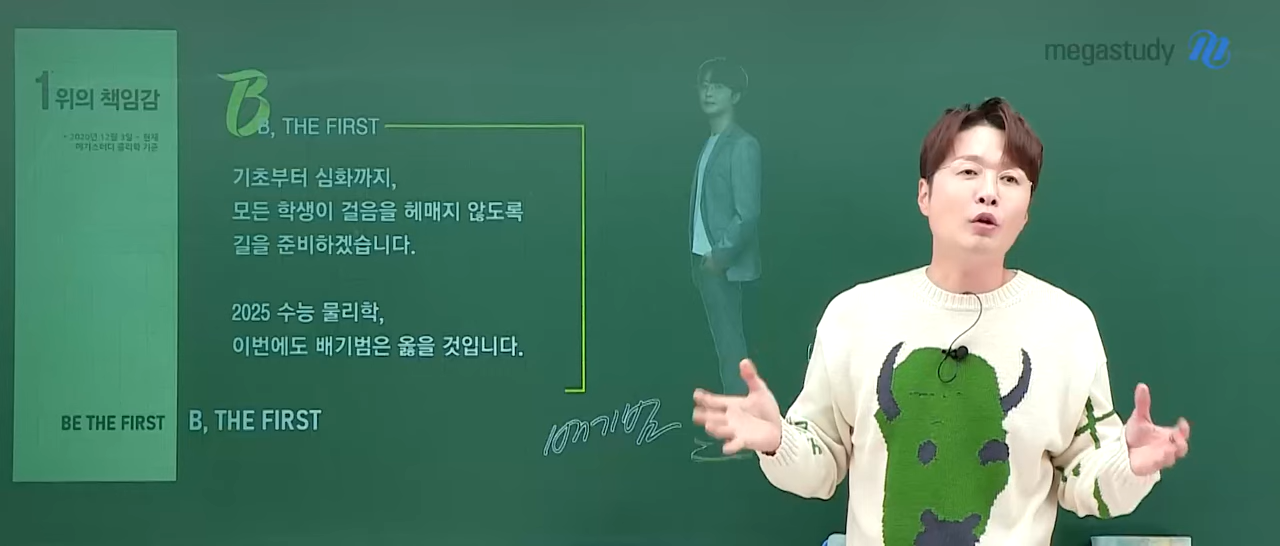 megastudy
1위의 책임감
* 2020년 12월 3일 ~ 현재
메가스터디 물리학 기준
B
B, THE FIRST
기초부터 심화까지,
모든 학생이 걸음을 헤매지 않도록
길을 준비하겠습니다.
2025 수능 물리학,
이번에도 배기범은 옳을 것입니다.
배기범
BE THE FIRST
B, THE FIRST